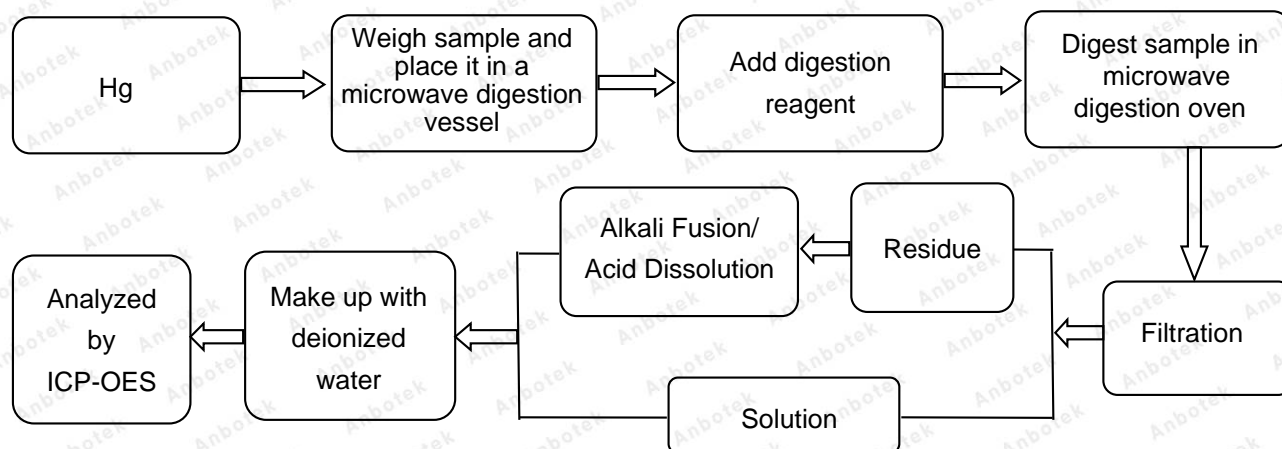 Hg
Weigh sample and
place it in a
microwave digestion
vessel
Add digestion
reagent
Digest sample in
microwave
digestion oven
Filtration
Residue
Alkali Fusion/
Acid Dissolution
Solution
Make up with
deionized
water
Analyzed
by
ICP-OES
Anbotek